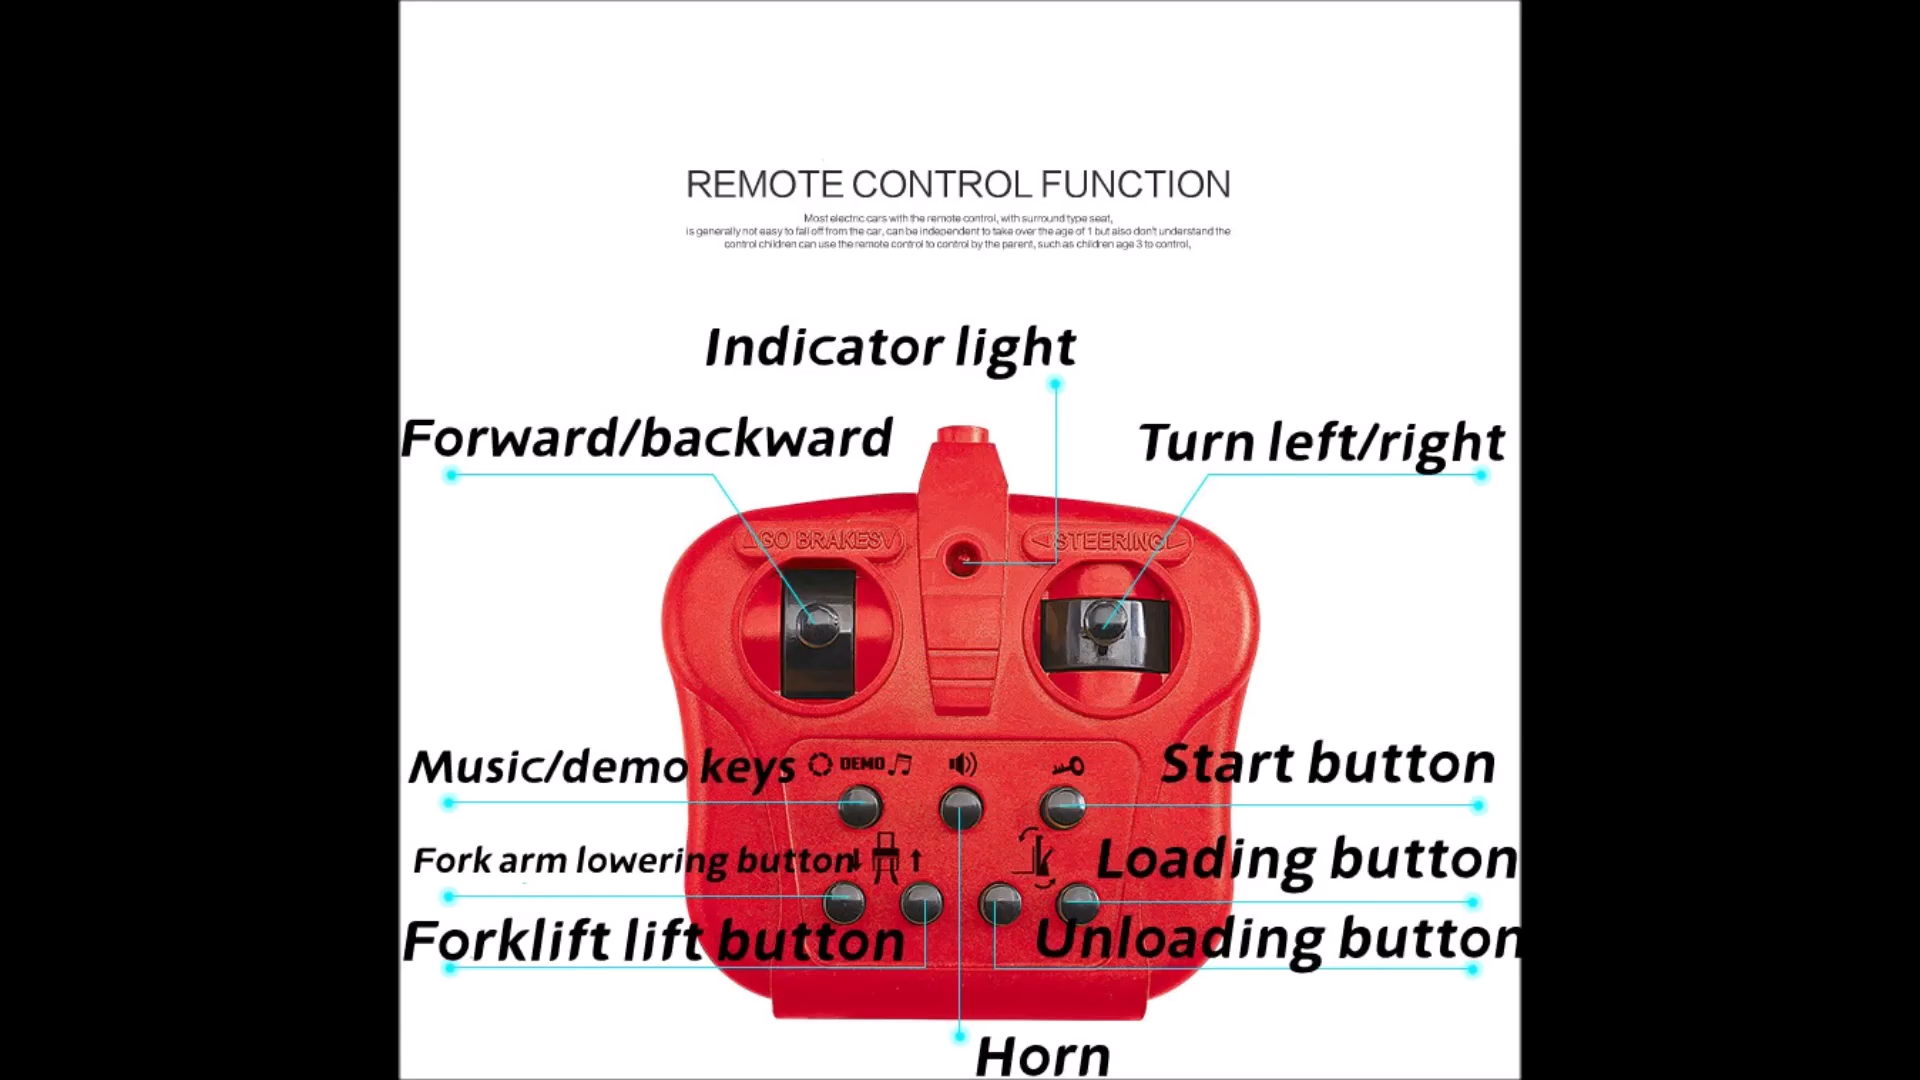 REMOTE CONTROL FUNCTION
Most electric cars with the remote control, with surround type seat,
is generally not easy to fall off from the car, can be independent to take over the age of 1 but also don't understand the
control children can use the remote control to control by the parent, such as children age 3 to control,
Indicator light
Forward/backward
Turn left/right
GO BRAKES
STEERING
Music/demo keys
DEMO
Start button
Fork arm lowering button
Loading button
Forklift lift button
Unloading button
Horn